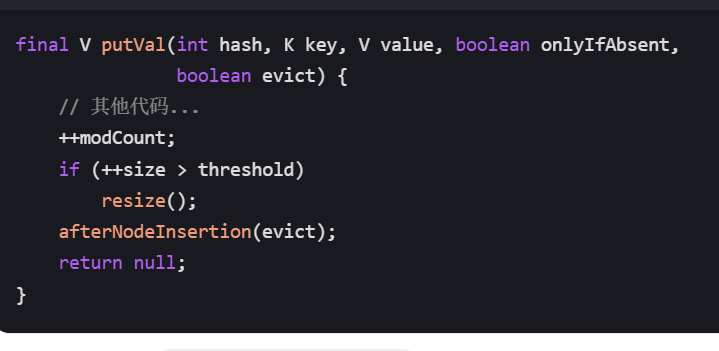 final V putVal(int hash, K key, V value, boolean onlyIfAbsent,
               boolean evict) {
    // 其他代码...
    ++modCount;
    if (++size > threshold)
        resize();
    afterNodeInsertion(evict);
    return null;
}